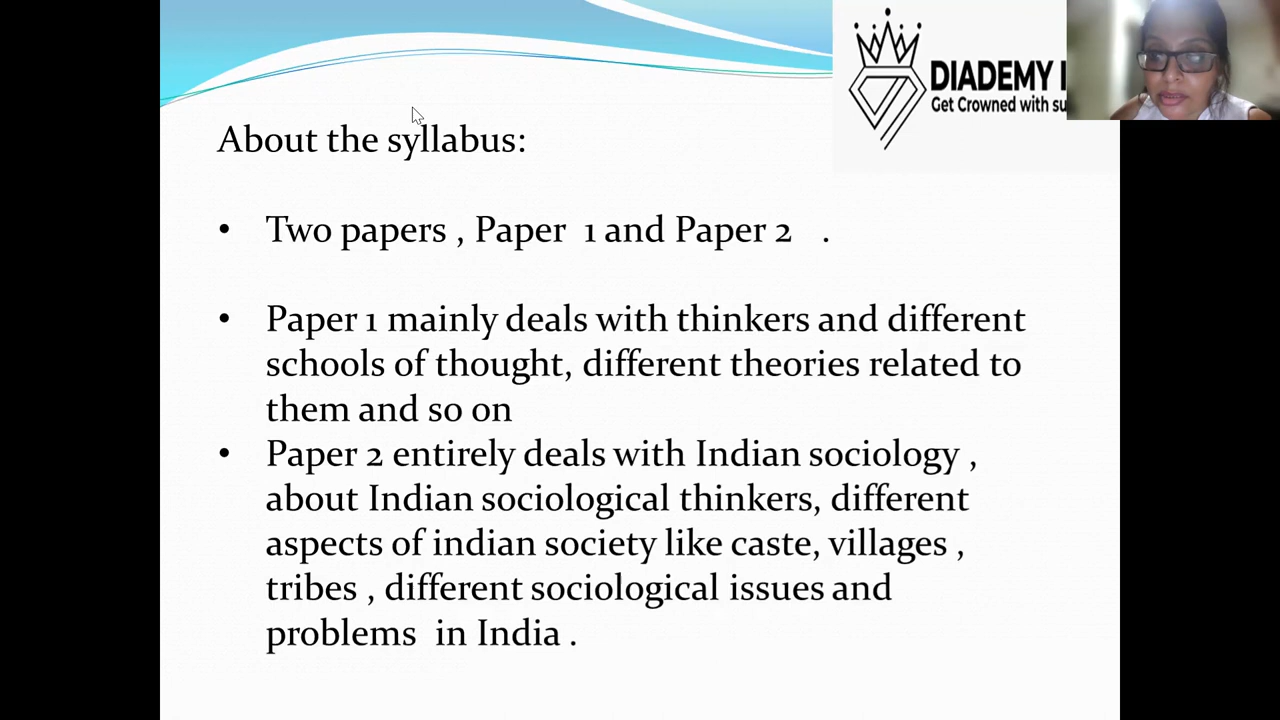 DIADEMY
Get Crowned with
About the syllabus:
• Two papers , Paper 1 and Paper 2 .
• Paper 1 mainly deals with thinkers and different
schools of thought, different theories related to
them and so on
• Paper 2 entirely deals with Indian sociology ,
about Indian sociological thinkers, different
aspects of indian society like caste, villages ,
tribes , different sociological issues and
problems in India .